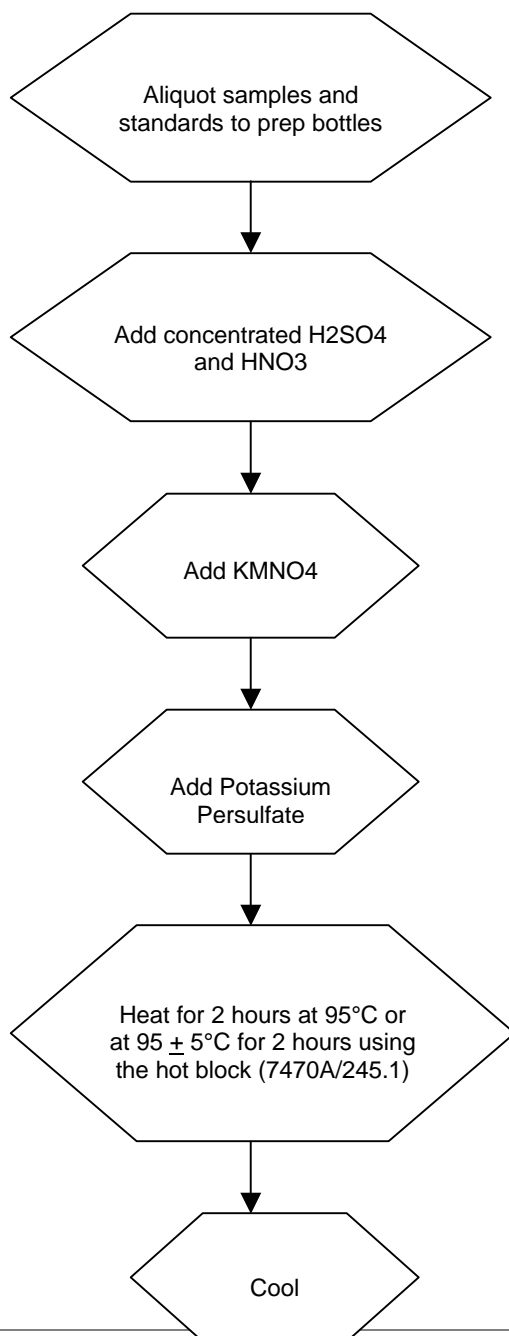 Aliquot samples and
standards to prep bottles
Add concentrated H2SO4
and HNO3
Add KMNO4
Add Potassium
Persulfate
Heat for 2 hours at 95°C or
at 95 ± 5°C for 2 hours using
the hot block (7470A/245.1)
Cool